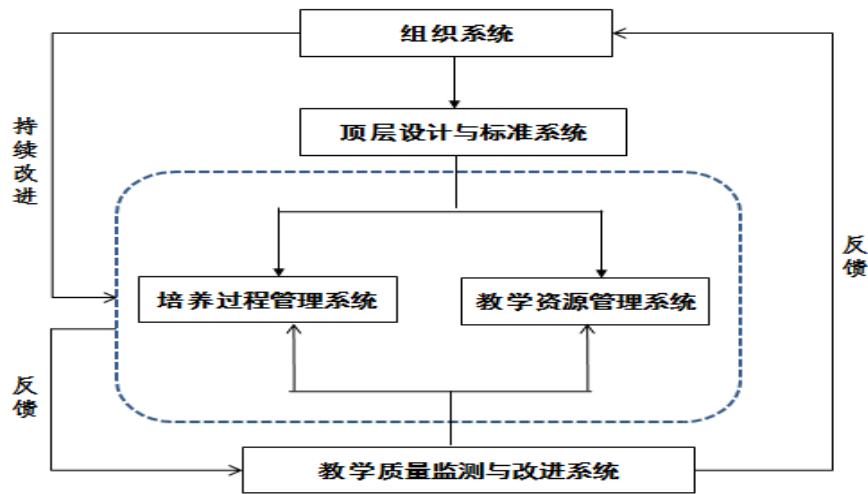 组织系统
顶层设计与标准系统
持续改进
培养过程管理系统
教学资源管理系统
反馈
反馈
教学质量监测与改进系统